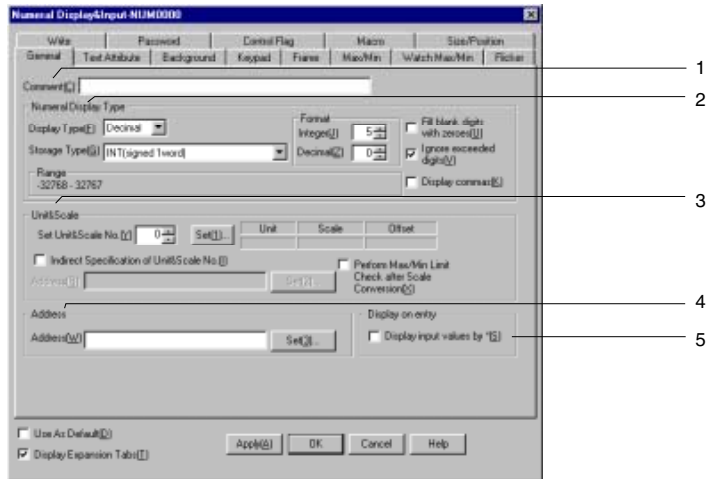 Numeral Display&Input-NUM0000
Write Password Control Flag Macro Size/Position
General Text Attribute Background Keypad Frame Max/Min Watch Max/Min Flicker
1
Comment(C)
2
Numeral Display Type
Display Type(F) Decimal
Format
Integer(J) 5
Fill blank digits with zeroes(U)
Storage Type(G) INT(signed 1word)
Decimal(Z) 0
Ignore exceeded digits(V)
Range
-32768 - 32767
Display commas(K)
3
Unit&Scale
Set Unit&Scale No.(Y) 0 Set(1)... Unit Scale Offset
Indirect Specification of Unit&Scale No.(I)
Address(R) Set(2)...
Perform Max/Min Limit
Check after Scale
Conversion(X)
4
Address
Display on entry
Address(W) Set(3)...
Display input values by *(S)
5
Use As Default(D)
Display Expansion Tabs(T)
Apply(A) OK Cancel Help